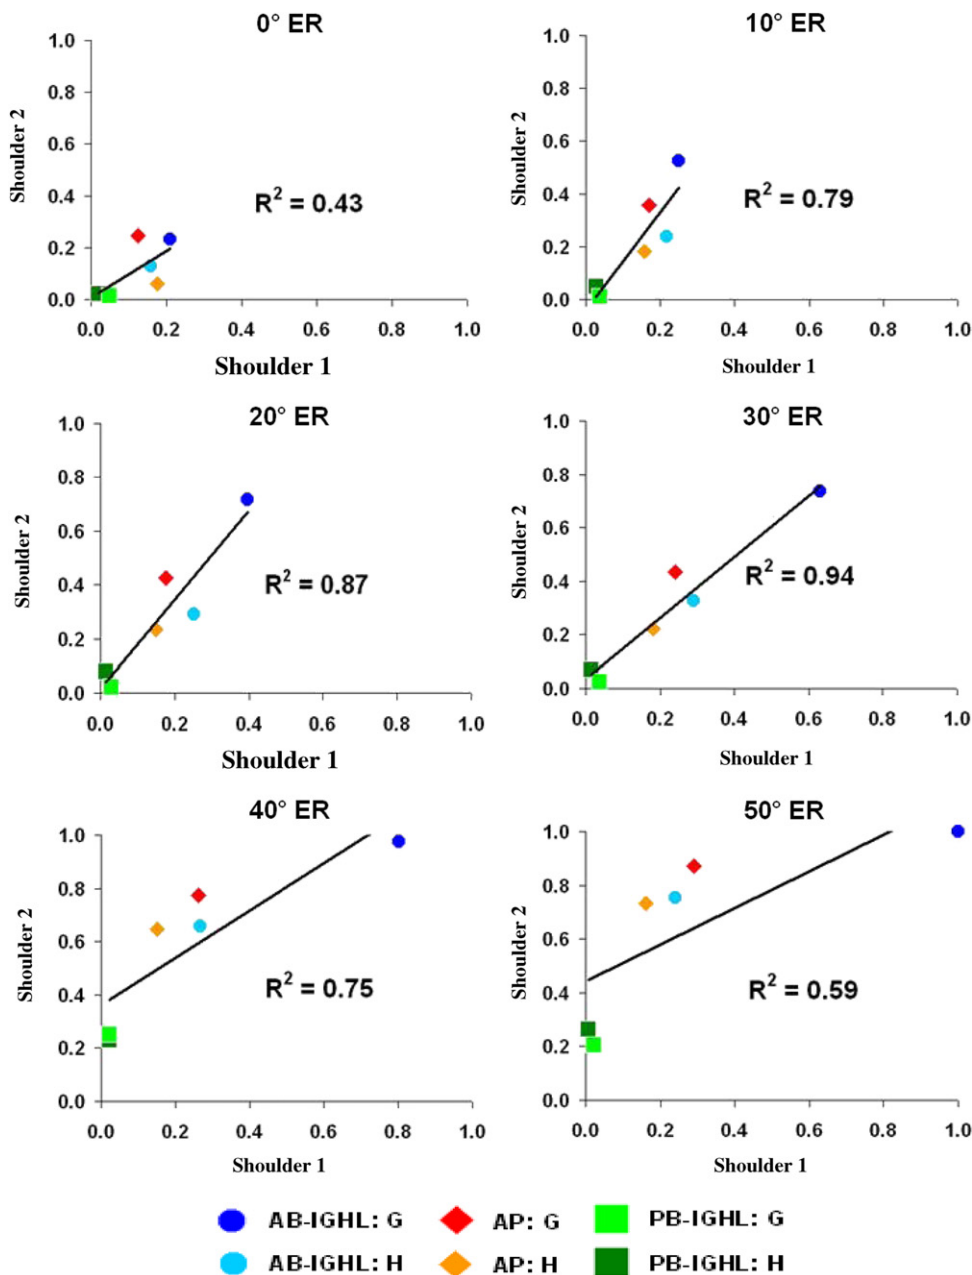 0° ER
1.0
0.8
0.6
0.4
0.2
0.0
Shoulder 2
R² = 0.43
0.0 0.2 0.4 0.6 0.8 1.0
Shoulder 1
10° ER
1.0
0.8
0.6
0.4
0.2
0.0
Shoulder 2
R² = 0.79
0.0 0.2 0.4 0.6 0.8 1.0
Shoulder 1
20° ER
1.0
0.8
0.6
0.4
0.2
0.0
Shoulder 2
R² = 0.87
0.0 0.2 0.4 0.6 0.8 1.0
Shoulder 1
30° ER
1.0
0.8
0.6
0.4
0.2
0.0
Shoulder 2
R² = 0.94
0.0 0.2 0.4 0.6 0.8 1.0
Shoulder 1
40° ER
1.0
0.8
0.6
0.4
0.2
0.0
Shoulder 2
R² = 0.75
0.0 0.2 0.4 0.6 0.8 1.0
Shoulder 1
50° ER
1.0
0.8
0.6
0.4
0.2
0.0
Shoulder 2
R² = 0.59
0.0 0.2 0.4 0.6 0.8 1.0
Shoulder 1
AB-IGHL: G AP: G PB-IGHL: G
AB-IGHL: H AP: H PB-IGHL: H